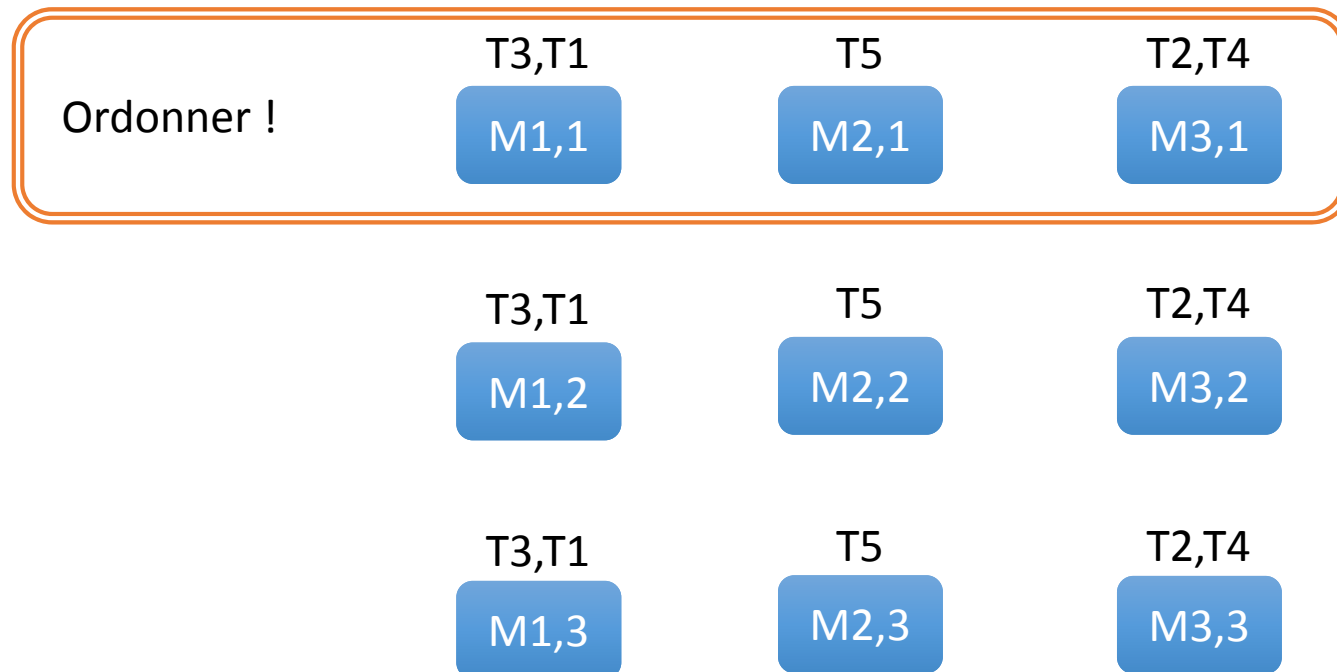 T3,T1 T5 T2,T4
Ordonner !
M1,1 M2,1 M3,1
T3,T1 T5 T2,T4
M1,2 M2,2 M3,2
T3,T1 T5 T2,T4
M1,3 M2,3 M3,3